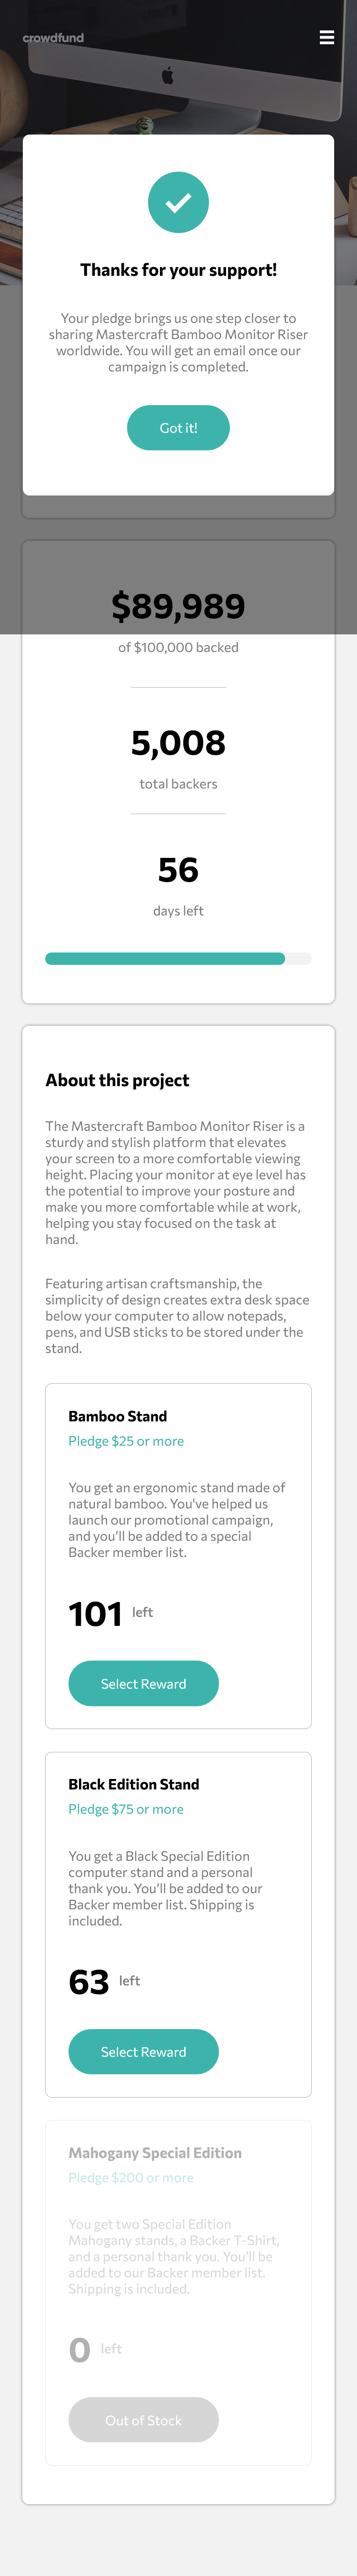 crowdfund
Thanks for your support!
Your pledge brings us one step closer to
sharing Mastercraft Bamboo Monitor Riser
worldwide. You will get an email once our
campaign is completed.
Got it!
$89,989
of $100,000 backed
5,008
total backers
56
days left
About this project
The Mastercraft Bamboo Monitor Riser is a
sturdy and stylish platform that elevates
your screen to a more comfortable viewing
height. Placing your monitor at eye level has
the potential to improve your posture and
make you more comfortable while at work,
helping you stay focused on the task at
hand.
Featuring artisan craftsmanship, the
simplicity of design creates extra desk space
below your computer to allow notepads,
pens, and USB sticks to be stored under the
stand.
Bamboo Stand
Pledge $25 or more
You get an ergonomic stand made of
natural bamboo. You've helped us
launch our promotional campaign,
and you’ll be added to a special
Backer member list.
101 left
Select Reward
Black Edition Stand
Pledge $75 or more
You get a Black Special Edition
computer stand and a personal
thank you. You’ll be added to our
Backer member list. Shipping is
included.
63 left
Select Reward
Mahogany Special Edition
Pledge $200 or more
You get two Special Edition
Mahogany stands, a Backer T-Shirt,
and a personal thank you. You’ll be
added to our Backer member list.
Shipping is included.
0 left
Out of Stock